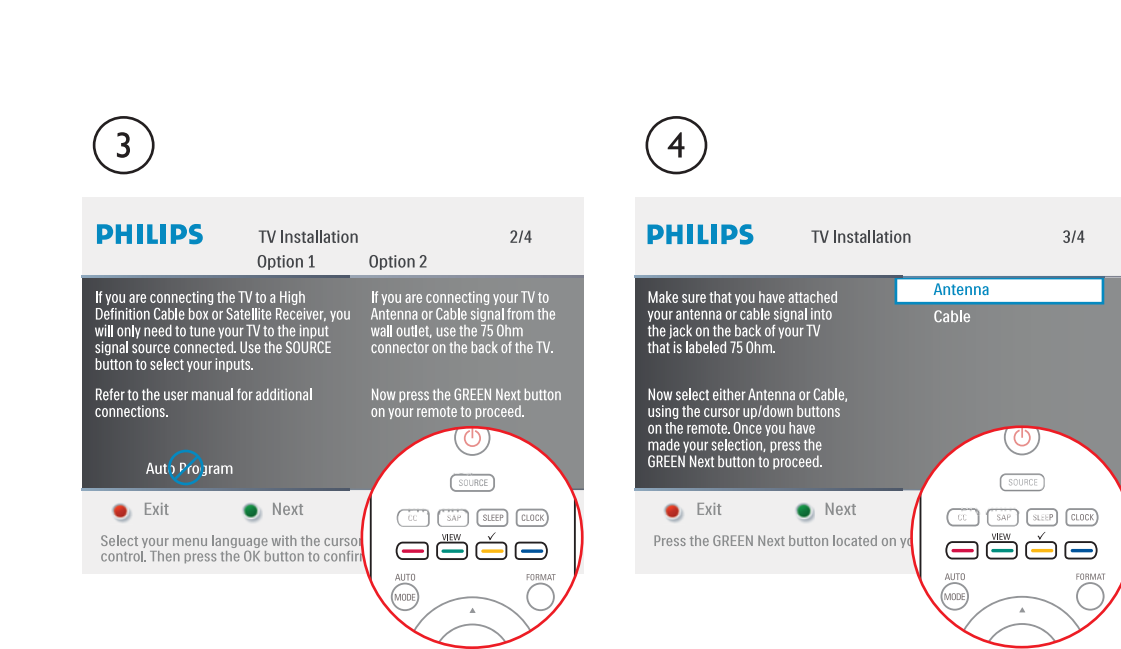 3
PHILIPS
TV Installation
2/4
Option 1
Option 2
If you are connecting the TV to a High
Definition Cable box or Satellite Receiver, you
will only need to tune your TV to the input
signal source connected. Use the SOURCE
button to select your inputs.
Refer to the user manual for additional
connections.
Auto Program
If you are connecting your TV to
Antenna or Cable signal from the
wall outlet, use the 75 Ohm
connector on the back of the TV.
Now press the GREEN Next button
on your remote to proceed.
Exit
Next
Select your menu language with the curso
control. Then press the OK button to confir
SOURCE
CC
SAP
SLEEP
CLOCK
VIEW
AUTO
MODE
FORMAT
4
PHILIPS
TV Installation
3/4
Make sure that you have attached
your antenna or cable signal into
the jack on the back of your TV
that is labeled 75 Ohm.
Now select either Antenna or Cable,
using the cursor up/down buttons
on the remote. Once you have
made your selection, press the
GREEN Next button to proceed.
Antenna
Cable
Exit
Next
Press the GREEN Next button located on yo
SOURCE
CC
SAP
SLEEP
CLOCK
VIEW
AUTO
MODE
FORMAT